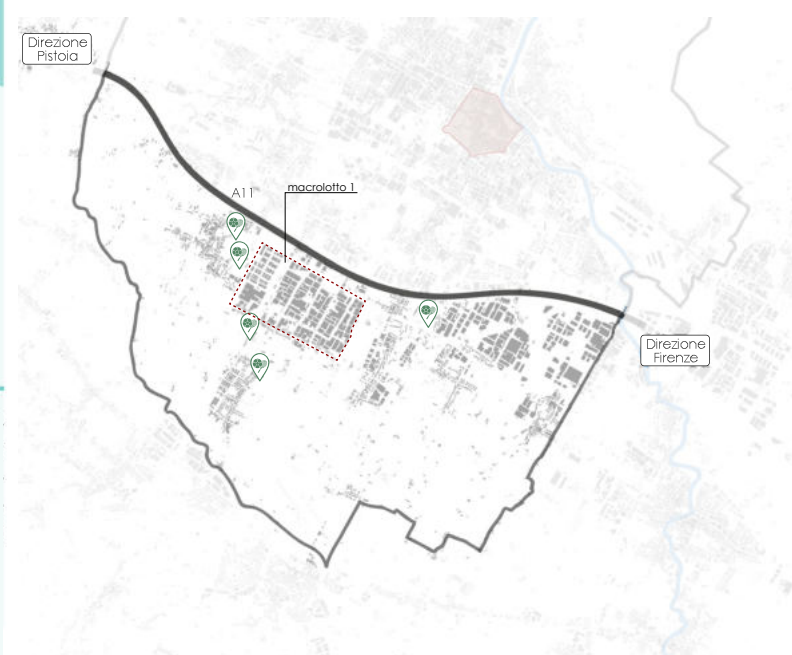 Direzione
Pistoia
A11
macrolotto 1
Direzione
Firenze